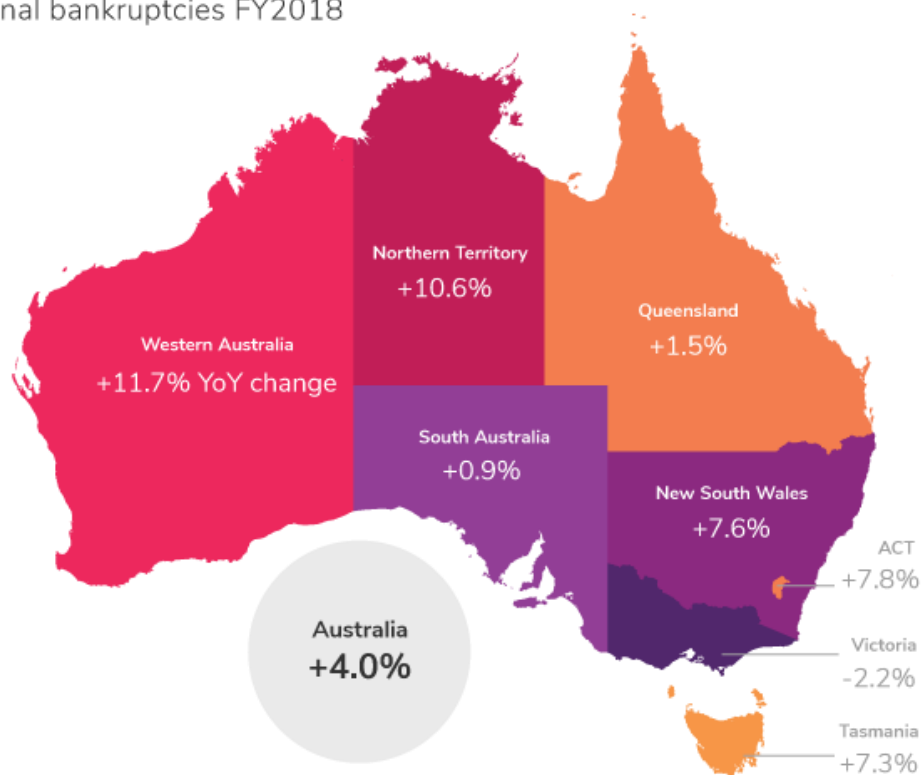 nal bankruptcies FY2018
Northern Territory
+10.6%
Queensland
+1.5%
Western Australia
+11.7% YoY change
South Australia
+0.9%
New South Wales
+7.6%
ACT
+7.8%
Australia
+4.0%
Victoria
-2.2%
Tasmania
+7.3%